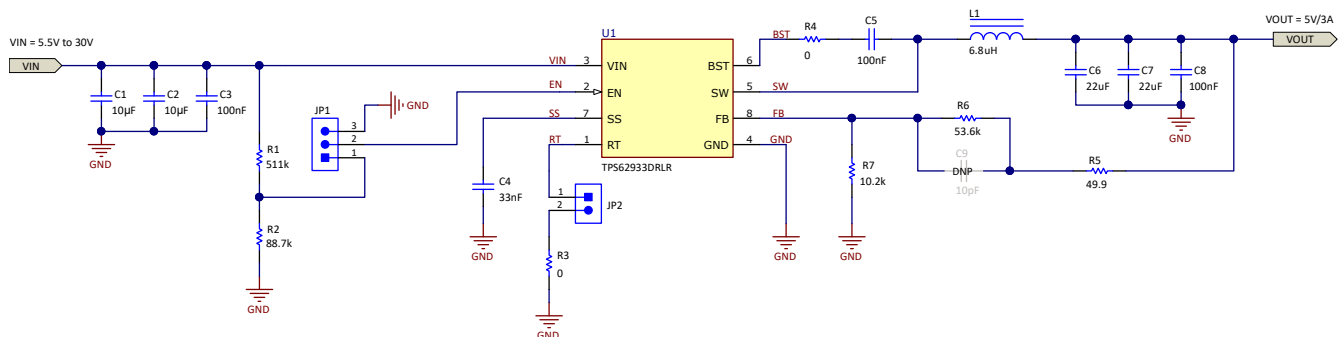 VIN = 5.5V to 30V
VIN
C1
10µF
C2
10µF
C3
100nF
GND
R1
511k
R2
88.7k
GND
JP1
3
2
1
GND
VIN
EN
SS
RT
C4
33nF
GND
JP2
1
2
R3
0
GND
U1
3
VIN
2
EN
7
SS
1
RT
BST
6
SW
5
FB
8
GND
4
TPS62933DRLR
BST
SW
FB
GND
R4
0
C5
100nF
L1
6.8uH
GND
R7
10.2k
GND
R6
53.6k
C9
DNP
10pF
R5
49.9
C6
22uF
C7
22uF
C8
100nF
GND
VOUT = 5V/3A
VOUT